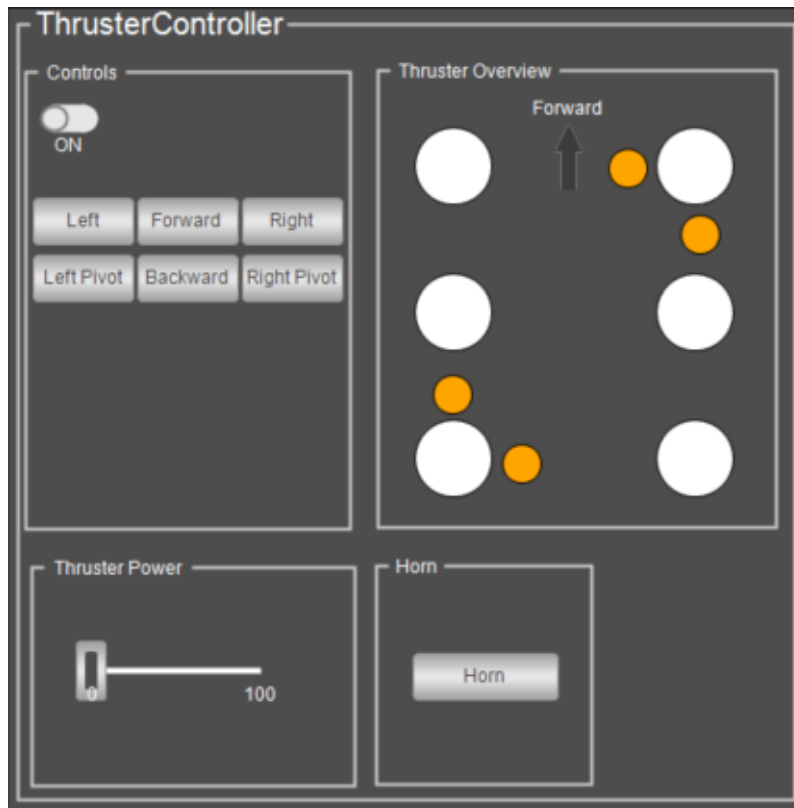 ThrusterController
Controls
ON
Left Forward Right
Left Pivot Backward Right Pivot
Thruster Overview
Forward
Thruster Power
0 100
Horn
Horn